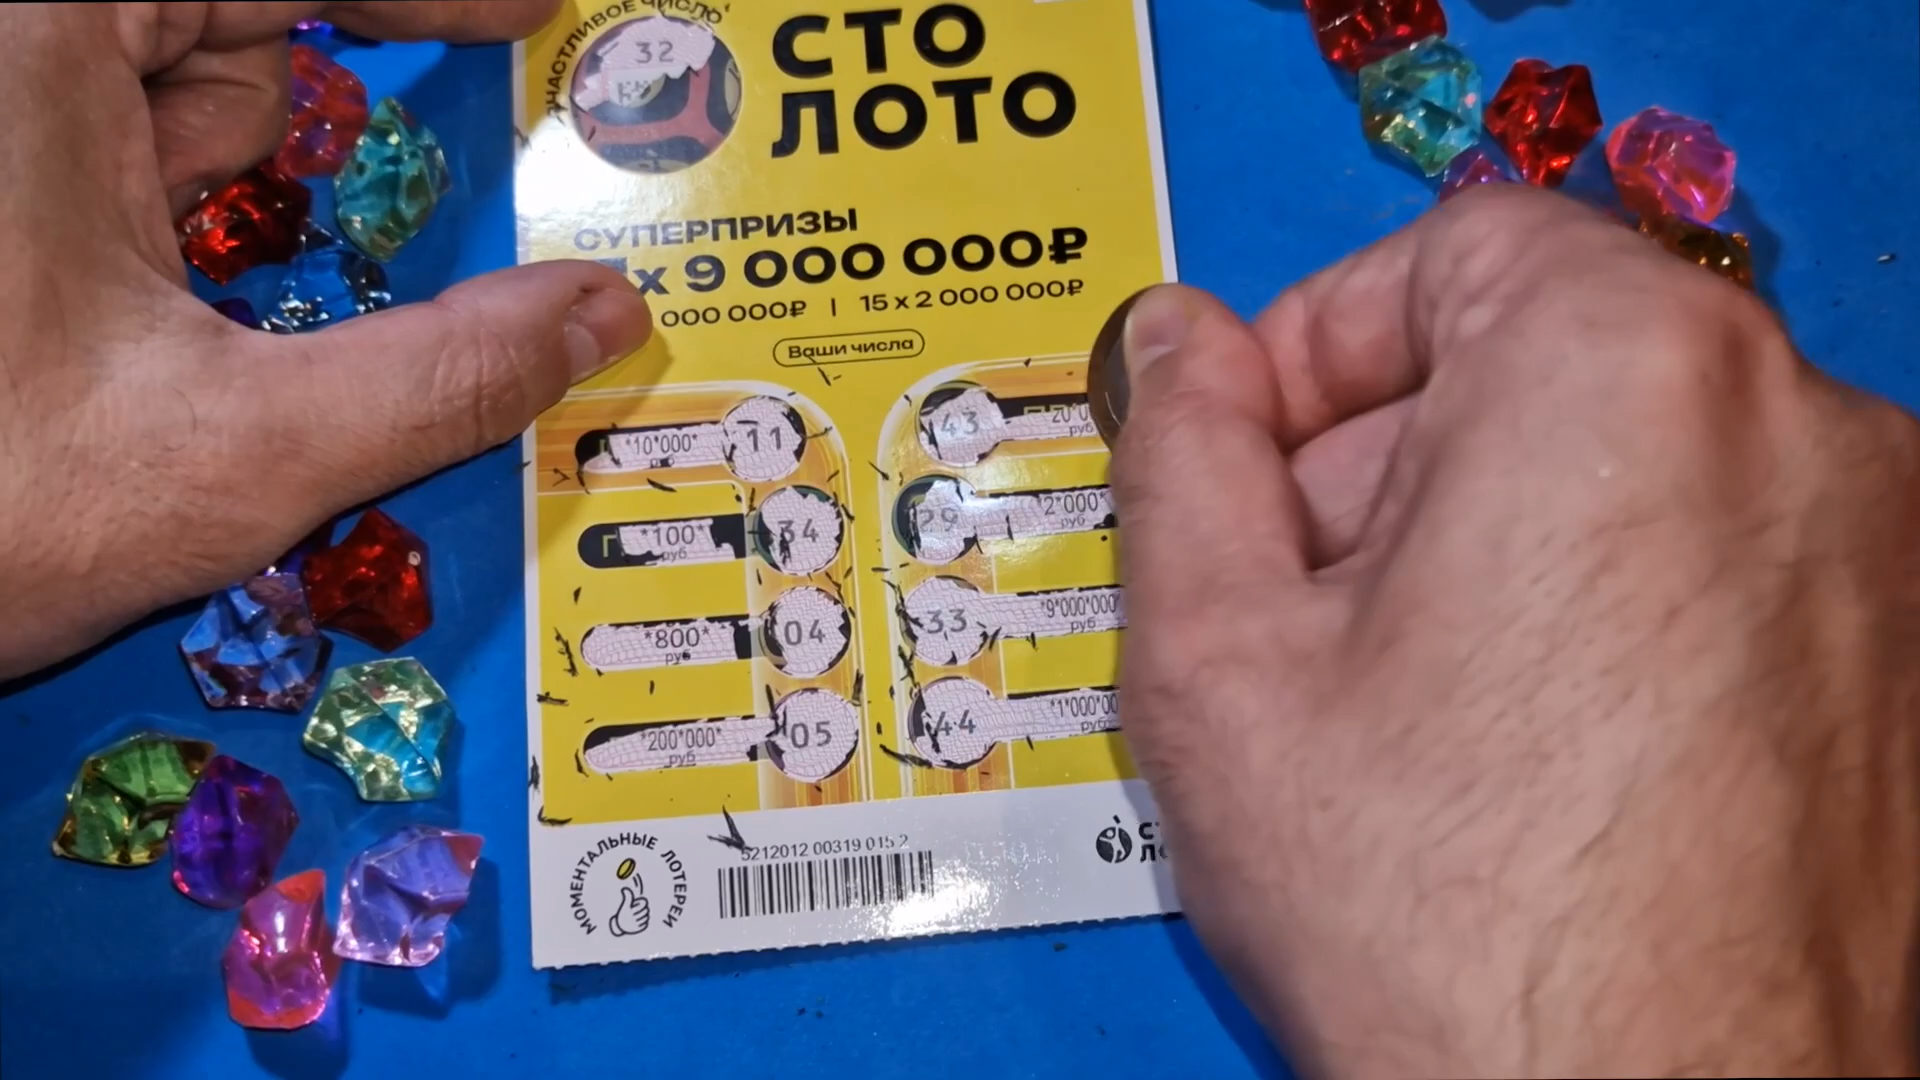 СЧАСТЛИВОЕ ЧИСЛО
32
СТО
ЛОТО
СУПЕРПРИЗЫ
х 9 000 000₽
000 000₽ | 15 х 2 000 000₽
Ваши числа
*10*000* 11
43
руб
*100* 34
руб
29 *2*000*
руб
*800* 04
руб
33 *9*000*000
руб
*200*000* 05
руб
44 *1*000*00
руб
МОМЕНТАЛЬНЫЕ ЛОТЕРЕИ
5212012 00319 015 2